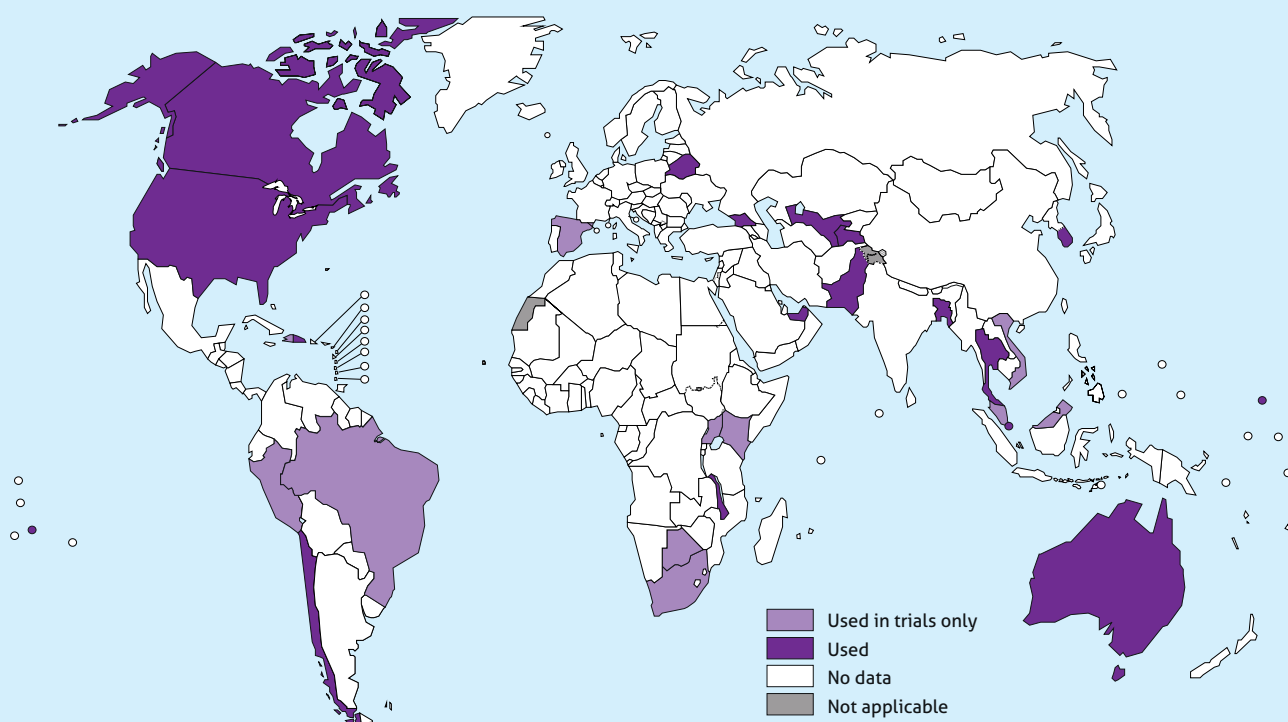 Used in trials only
Used
No data
Not applicable